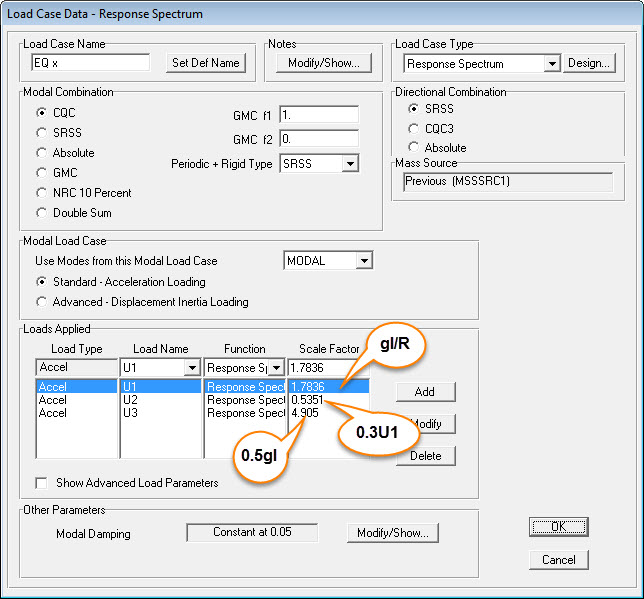 Load Case Data - Response Spectrum
Load Case Name
EQ x
Set Def Name
Notes
Modify/Show...
Load Case Type
Response Spectrum
Design...
Modal Combination
CQC
SRSS
Absolute
GMC
NRC 10 Percent
Double Sum
GMC f1
1.
GMC f2
0.
Periodic + Rigid Type
SRSS
Directional Combination
SRSS
CQC3
Absolute
Mass Source
Previous (MSSSRC1)
Modal Load Case
Use Modes from this Modal Load Case
MODAL
Standard - Acceleration Loading
Advanced - Displacement Inertia Loading
Loads Applied
Load Type Load Name Function Scale Factor
Accel U1 Response Sp 1.7836
Accel U1 Response Spect 1.7836
Accel U2 Response Spect 0.5351
Accel U3 Response Spect 4.905
gI/R
0.3U1
0.5gI
Add
Modify
Delete
Show Advanced Load Parameters
Other Parameters
Modal Damping
Constant at 0.05
Modify/Show...
OK
Cancel